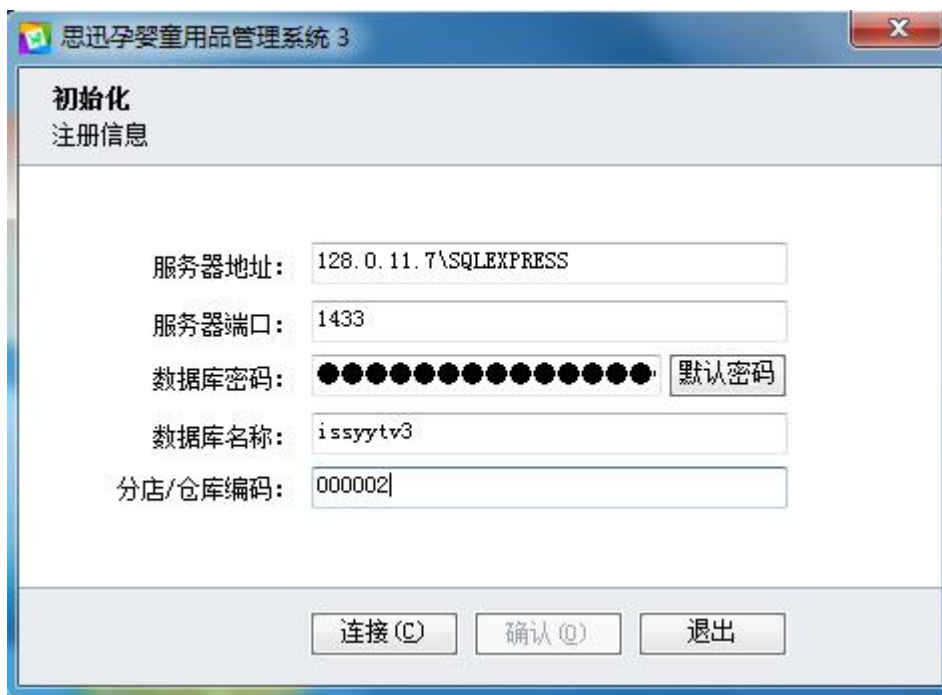 思迅孕婴童用品管理系统 3
初始化
注册信息
服务器地址: 128.0.11.7\SQLEXPRESS
服务器端口: 1433
数据库密码: ●●●●●●●●●●●●●● 默认密码
数据库名称: issyytv3
分店/仓库编码: 000002
连接(C) 确认(O) 退出